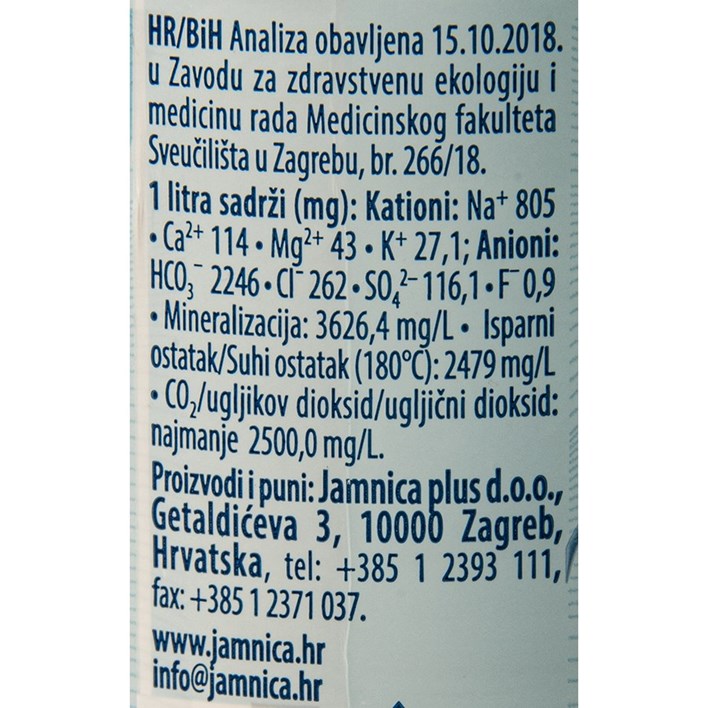 HR/BiH Analiza obavljena 15.10.2018.
u Zavodu za zdravstvenu ekologiju i
medicinu rada Medicinskog fakulteta
Sveučilišta u Zagrebu, br. 266/18.
1 litra sadrži (mg): Kationi: Na⁺ 805
• Ca²⁺ 114 • Mg²⁺ 43 • K⁺ 27,1; Anioni:
HCO₃⁻ 2246 • Cl⁻ 262 • SO₄²⁻ 116,1 • F⁻ 0,9
• Mineralizacija: 3626,4 mg/L • Isparni
ostatak/Suhi ostatak (180°C): 2479 mg/L
• CO₂/ugljikov dioksid/ugljični dioksid:
najmanje 2500,0 mg/L.
Proizvodi i puni: Jamnica plus d.o.o.,
Getaldićeva 3, 10000 Zagreb,
Hrvatska, tel: +385 1 2393 111,
fax: +385 1 2371 037.
www.jamnica.hr
info@jamnica.hr